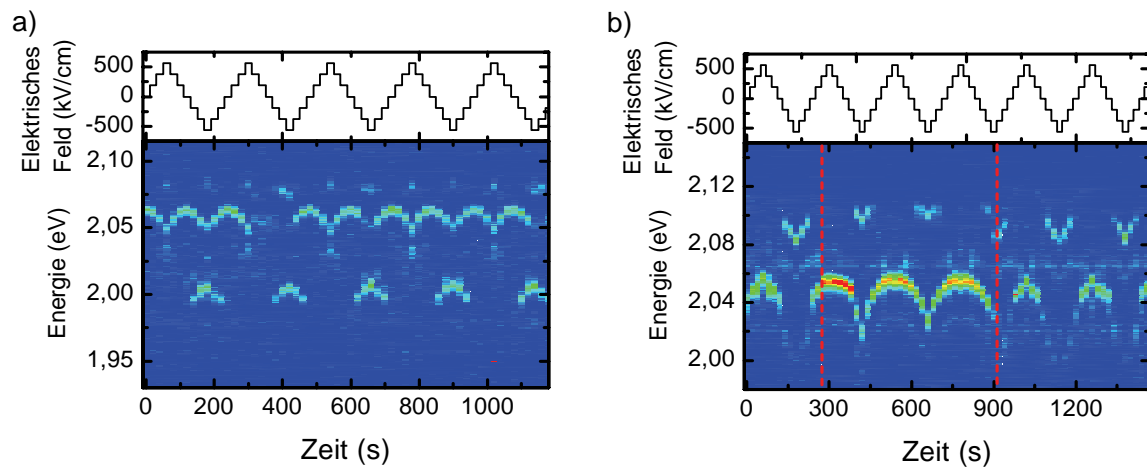 a)
Elektrisches
Feld (kV/cm)
500
0
-500
Energie (eV)
2,10
2,05
2,00
1,95
0 200 400 600 800 1000
Zeit (s)
b)
Elektrisches
Feld (kV/cm)
500
0
-500
Energie (eV)
2,12
2,08
2,04
2,00
0 300 600 900 1200
Zeit (s)